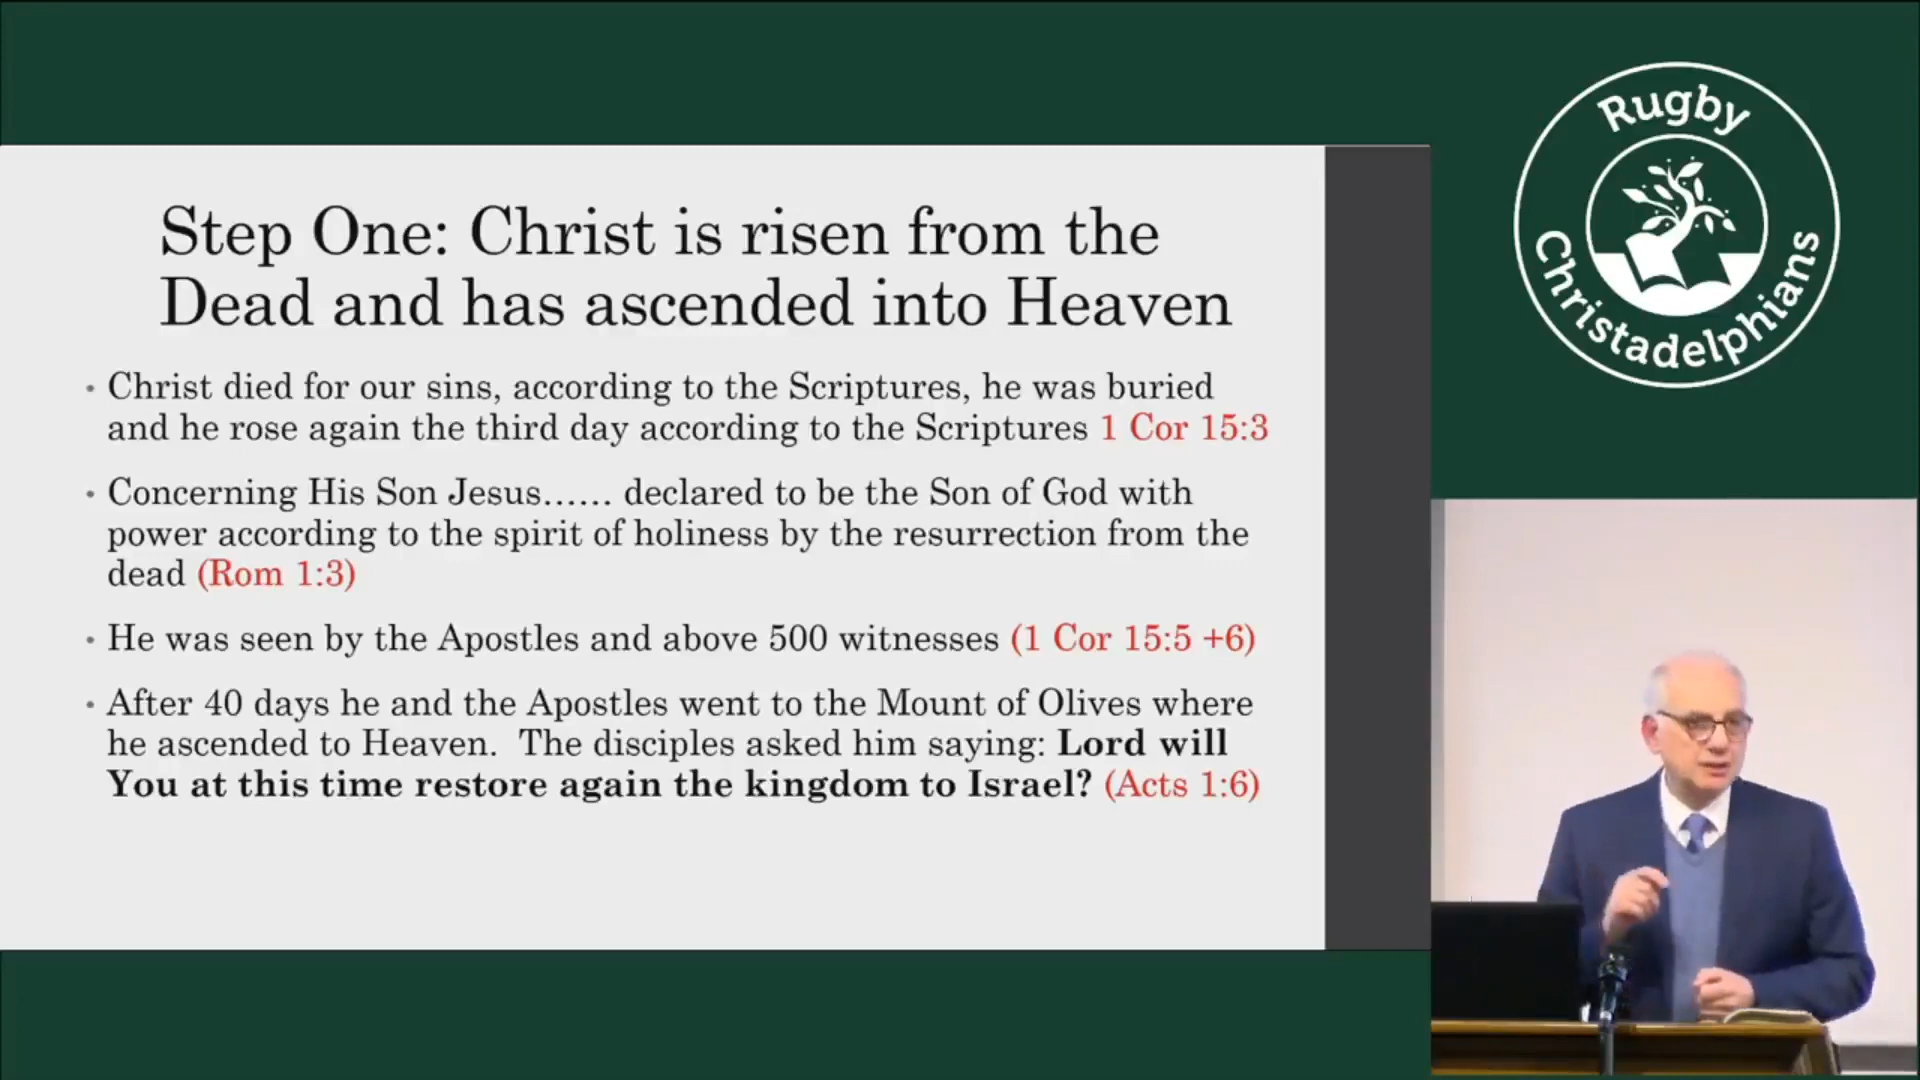 Step One: Christ is risen from the
Dead and has ascended into Heaven
• Christ died for our sins, according to the Scriptures, he was buried
and he rose again the third day according to the Scriptures 1 Cor 15:3
• Concerning His Son Jesus...... declared to be the Son of God with
power according to the spirit of holiness by the resurrection from the
dead (Rom 1:3)
• He was seen by the Apostles and above 500 witnesses (1 Cor 15:5 +6)
• After 40 days he and the Apostles went to the Mount of Olives where
he ascended to Heaven.  The disciples asked him saying: Lord will
You at this time restore again the kingdom to Israel? (Acts 1:6)
Rugby
Christadelphians